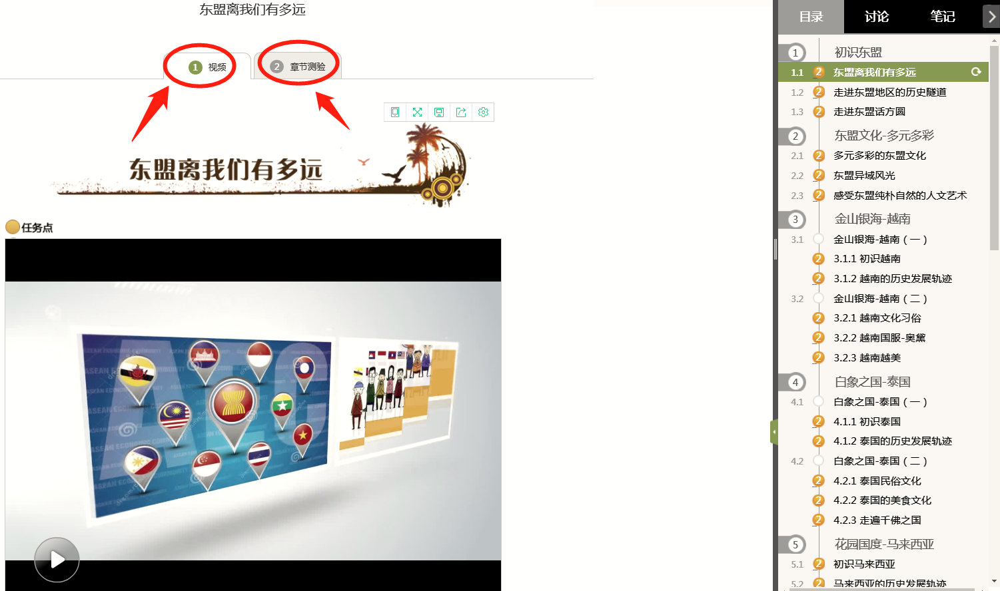 东盟离我们有多远
1 视频
2 章节测验
东盟离我们有多远
任务点
ASEAN ECONOMIC COMMUNITY
目录 讨论 笔记
1 初识东盟
1.1 2 东盟离我们有多远
1.2 2 走进东盟地区的历史隧道
1.3 2 走进东盟话方圆
2 东盟文化-多元多彩
2.1 2 多元多彩的东盟文化
2.2 2 东盟异域风光
2.3 2 感受东盟纯朴自然的人文艺术
3 金山银海-越南
3.1 金山银海-越南（一）
2 3.1.1 初识越南
2 3.1.2 越南的历史发展轨迹
3.2 金山银海-越南（二）
2 3.2.1 越南文化习俗
2 3.2.2 越南国服-奥黛
2 3.2.3 越南越美
4 白象之国-泰国
4.1 白象之国-泰国（一）
2 4.1.1 初识泰国
2 4.1.2 泰国的历史发展轨迹
4.2 白象之国-泰国（二）
2 4.2.1 泰国民俗文化
2 4.2.2 泰国的美食文化
2 4.2.3 走遍千佛之国
5 花园国度-马来西亚
5.1 2 初识马来西亚
5.2 2 马来西亚的历史发展轨迹